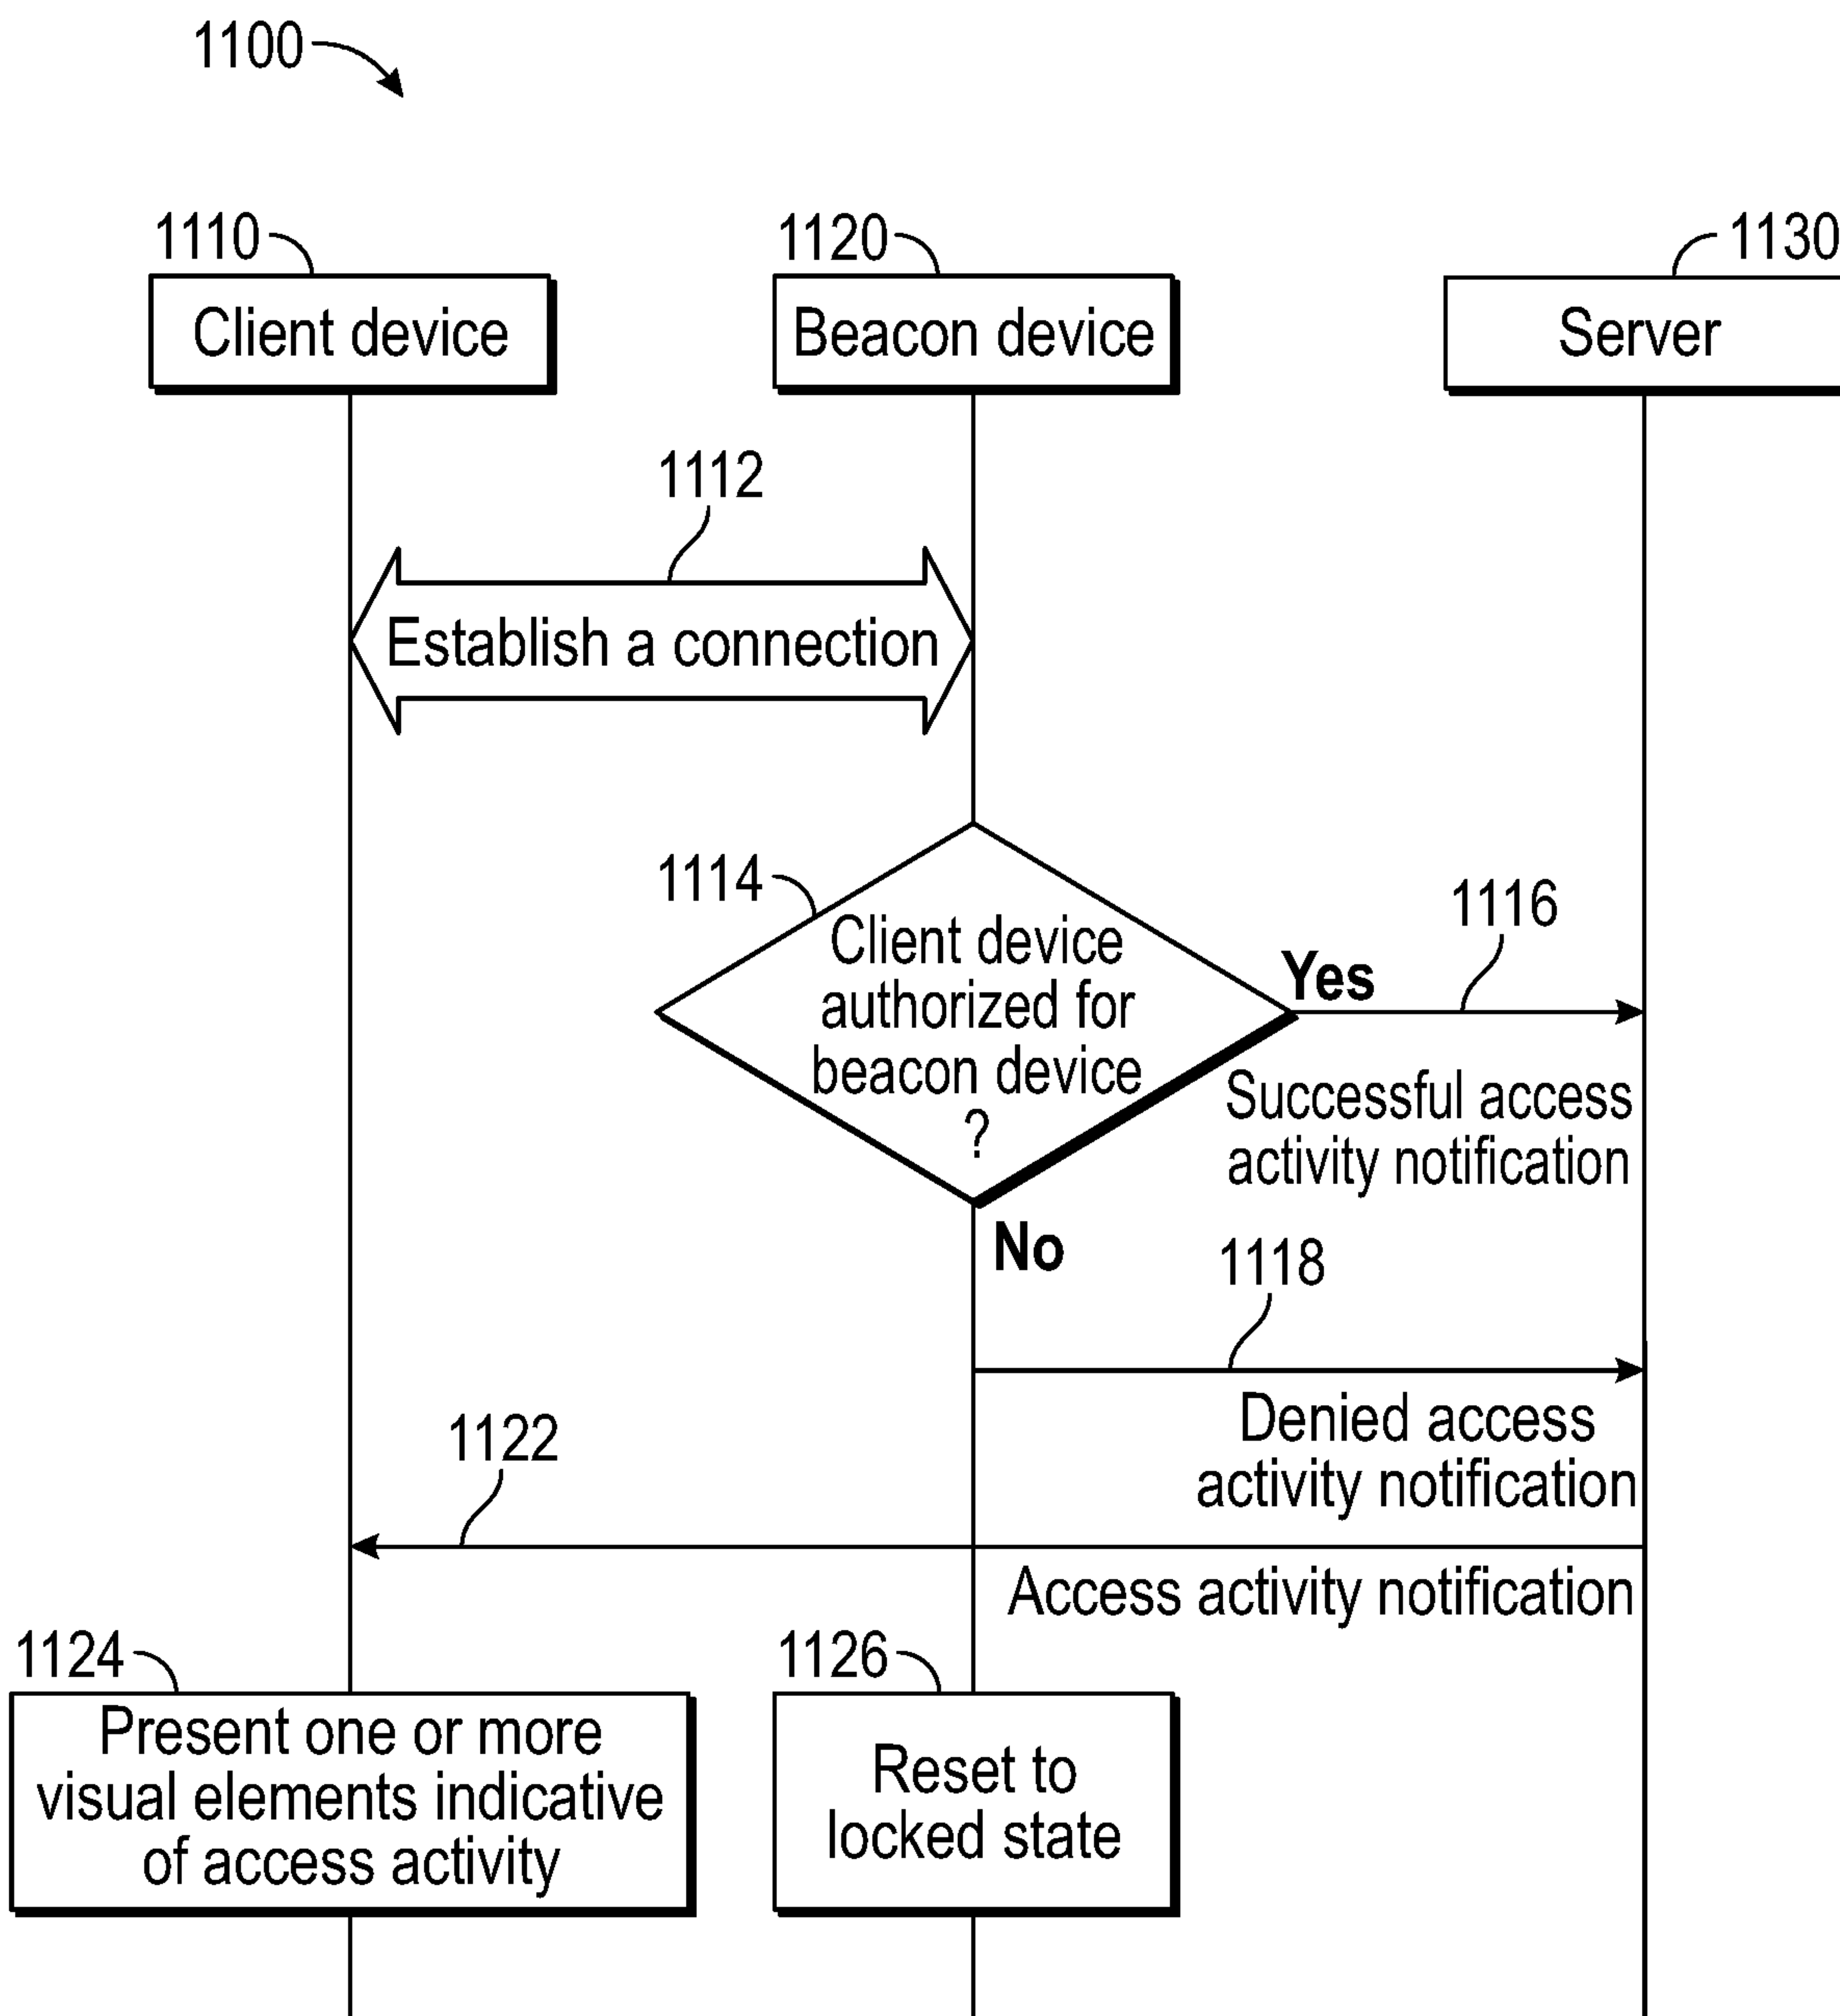 1100
1110
1120
1130
Client device
Beacon device
Server
1112
Establish a connection
1114
Client device
authorized for
beacon device
?
Yes
1116
Successful access
activity notification
No
1118
Denied access
activity notification
1122
Access activity notification
1124
Present one or more
visual elements indicative
of access activity
1126
Reset to
locked state